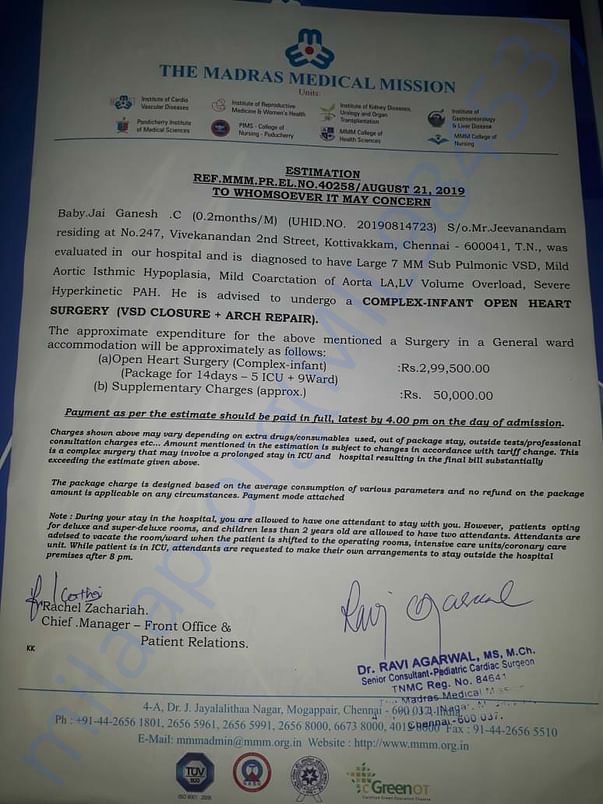 THE MADRAS MEDICAL MISSION
Units:
Institute of Cardio
Vascular Diseases
Institute of Reproductive
Medicine & Women's Health
Institute of Kidney Diseases,
Urology and Organ
Transplantation
Institute of
Gastroenterology
& Liver Disease
Pondicherry Institute
of Medical Sciences
PIMS - College of
Nursing - Puducherry
MMM College of
Health Sciences
MMM College of
Nursing
ESTIMATION
REF.MMM.PR.EL.NO.40258/AUGUST 21, 2019
TO WHOMSOEVER IT MAY CONCERN
Baby.Jai Ganesh .C (0.2months/M) (UHID.NO. 20190814723) S/o.Mr.Jeevanandam
residing at No.247, Vivekanandan 2nd Street, Kottivakkam, Chennai - 600041, T.N., was
evaluated in our hospital and is diagnosed to have Large 7 MM Sub Pulmonic VSD, Mild
Aortic Isthmic Hypoplasia, Mild Coarctation of Aorta LA,LV Volume Overload, Severe
Hyperkinetic PAH. He is advised to undergo a COMPLEX-INFANT OPEN HEART
SURGERY (VSD CLOSURE + ARCH REPAIR).
The approximate expenditure for the above mentioned a Surgery in a General ward
accommodation will be approximately as follows:
(a)Open Heart Surgery (Complex-infant) :Rs.2,99,500.00
(Package for 14days – 5 ICU + 9Ward)
(b) Supplementary Charges (approx.) :Rs. 50,000.00
Payment as per the estimate should be paid in full, latest by 4.00 pm on the day of admission.
Charges shown above may vary depending on extra drugs/consumables used, out of package stay, outside tests/professional
consultation charges etc... Amount mentioned in the estimation is subject to changes in accordance with tariff change. This
is a complex surgery that may involve a prolonged stay in ICU and hospital resulting in the final bill substantially
exceeding the estimate given above.
The package charge is designed based on the average consumption of various parameters and no refund on the package
amount is applicable on any circumstances. Payment mode attached
Note : During your stay in the hospital, you are allowed to have one attendant to stay with you. However, patients opting
for deluxe and super-deluxe rooms, and children less than 2 years old are allowed to have two attendants. Attendants are
advised to vacate the room/ward when the patient is shifted to the operating rooms, intensive care units/coronary care
unit. While patient is in ICU, attendants are requested to make their own arrangements to stay outside the hospital
premises after 8 pm.
Rachel Zachariah.
Chief .Manager – Front Office &
Patient Relations.
KK
Ravi Agarwal
Dr. RAVI AGARWAL, MS, M.Ch.
Senior Consultant-Pediatric Cardiac Surgeon
TNMC Reg. No. 84641
Madras Medical
Chennai-600 037.
4-A, Dr. J. Jayalalithaa Nagar, Mogappair, Chennai - 600 037, India
Ph : +91-44-2656 1801, 2656 5961, 2656 5991, 2656 8000, 6673 8000, Fax : 91-44-2656 5510
E-Mail: mmmadmin@mmm.org.in Website : http://www.mmm.org.in
TUV
ISO 9001
GreenOT